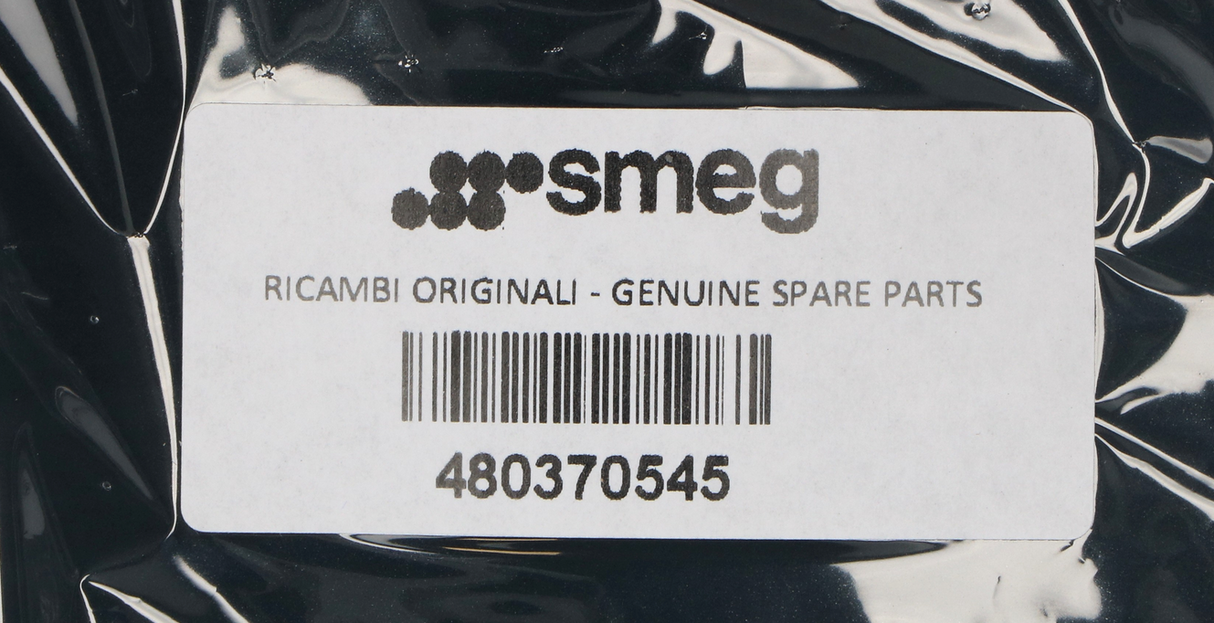 smeg
RICAMBI ORIGINALI - GENUINE SPARE PARTS
480370545